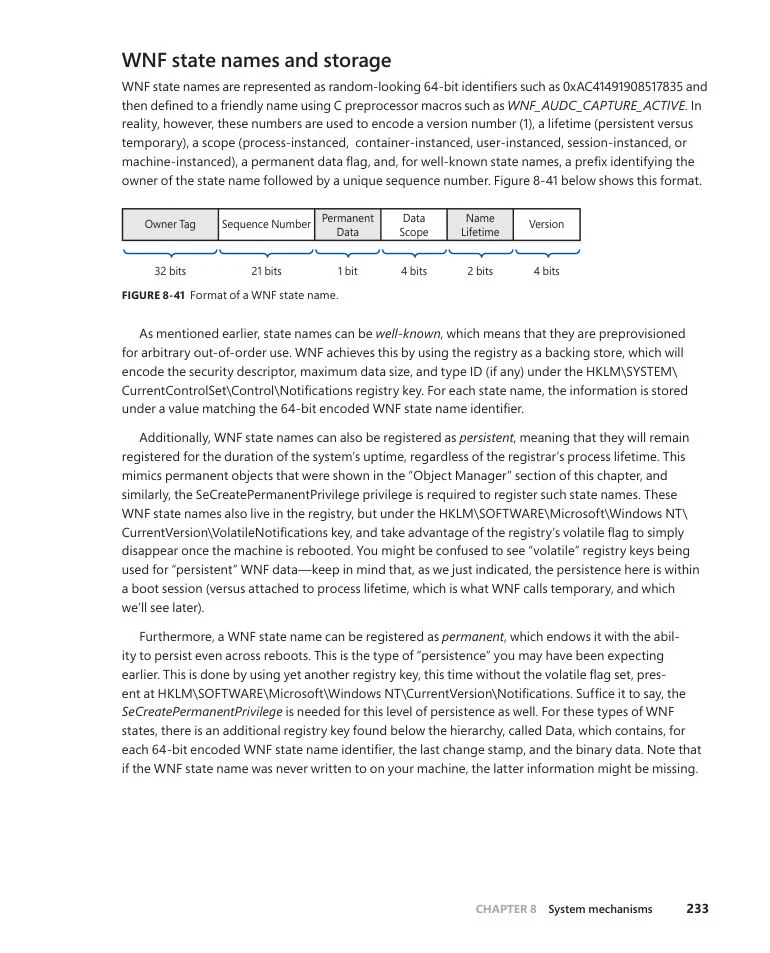 WNF state names and storage
WNF state names are represented as random-looking 64-bit identifiers such as 0xAC41491908517835 and
then defined to a friendly name using C preprocessor macros such as WNF_AUDC_CAPTURE_ACTIVE. In
reality, however, these numbers are used to encode a version number (1), a lifetime (persistent versus
temporary), a scope (process-instanced, container-instanced, user-instanced, session-instanced, or
machine-instanced), a permanent data flag, and, for well-known state names, a prefix identifying the
owner of the state name followed by a unique sequence number. Figure 8-41 below shows this format.
Owner Tag Sequence Number Permanent Data Data Scope Name Lifetime Version
32 bits 21 bits 1 bit 4 bits 2 bits 4 bits
FIGURE 8-41 Format of a WNF state name.
As mentioned earlier, state names can be well-known, which means that they are preprovisioned
for arbitrary out-of-order use. WNF achieves this by using the registry as a backing store, which will
encode the security descriptor, maximum data size, and type ID (if any) under the HKLM\SYSTEM\
CurrentControlSet\Control\Notifications registry key. For each state name, the information is stored
under a value matching the 64-bit encoded WNF state name identifier.
Additionally, WNF state names can also be registered as persistent, meaning that they will remain
registered for the duration of the system’s uptime, regardless of the registrar’s process lifetime. This
mimics permanent objects that were shown in the “Object Manager” section of this chapter, and
similarly, the SeCreatePermanentPrivilege privilege is required to register such state names. These
WNF state names also live in the registry, but under the HKLM\SOFTWARE\Microsoft\Windows NT\
CurrentVersion\VolatileNotifications key, and take advantage of the registry’s volatile flag to simply
disappear once the machine is rebooted. You might be confused to see “volatile” registry keys being
used for “persistent” WNF data—keep in mind that, as we just indicated, the persistence here is within
a boot session (versus attached to process lifetime, which is what WNF calls temporary, and which
we’ll see later).
Furthermore, a WNF state name can be registered as permanent, which endows it with the abil-
ity to persist even across reboots. This is the type of “persistence” you may have been expecting
earlier. This is done by using yet another registry key, this time without the volatile flag set, pres-
ent at HKLM\SOFTWARE\Microsoft\Windows NT\CurrentVersion\Notifications. Suffice it to say, the
SeCreatePermanentPrivilege is needed for this level of persistence as well. For these types of WNF
states, there is an additional registry key found below the hierarchy, called Data, which contains, for
each 64-bit encoded WNF state name identifier, the last change stamp, and the binary data. Note that
if the WNF state name was never written to on your machine, the latter information might be missing.
CHAPTER 8 System mechanisms 233